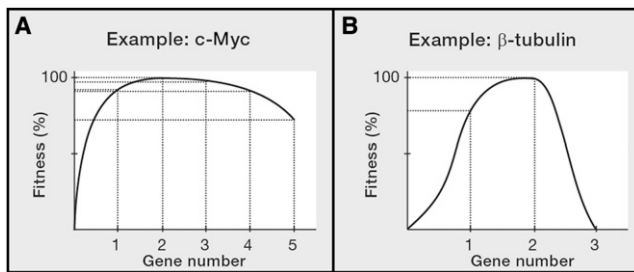 A
Example: c-Myc
100
Fitness (%)
1 2 3 4 5
Gene number
B
Example: β-tubulin
100
Fitness (%)
1 2 3
Gene number